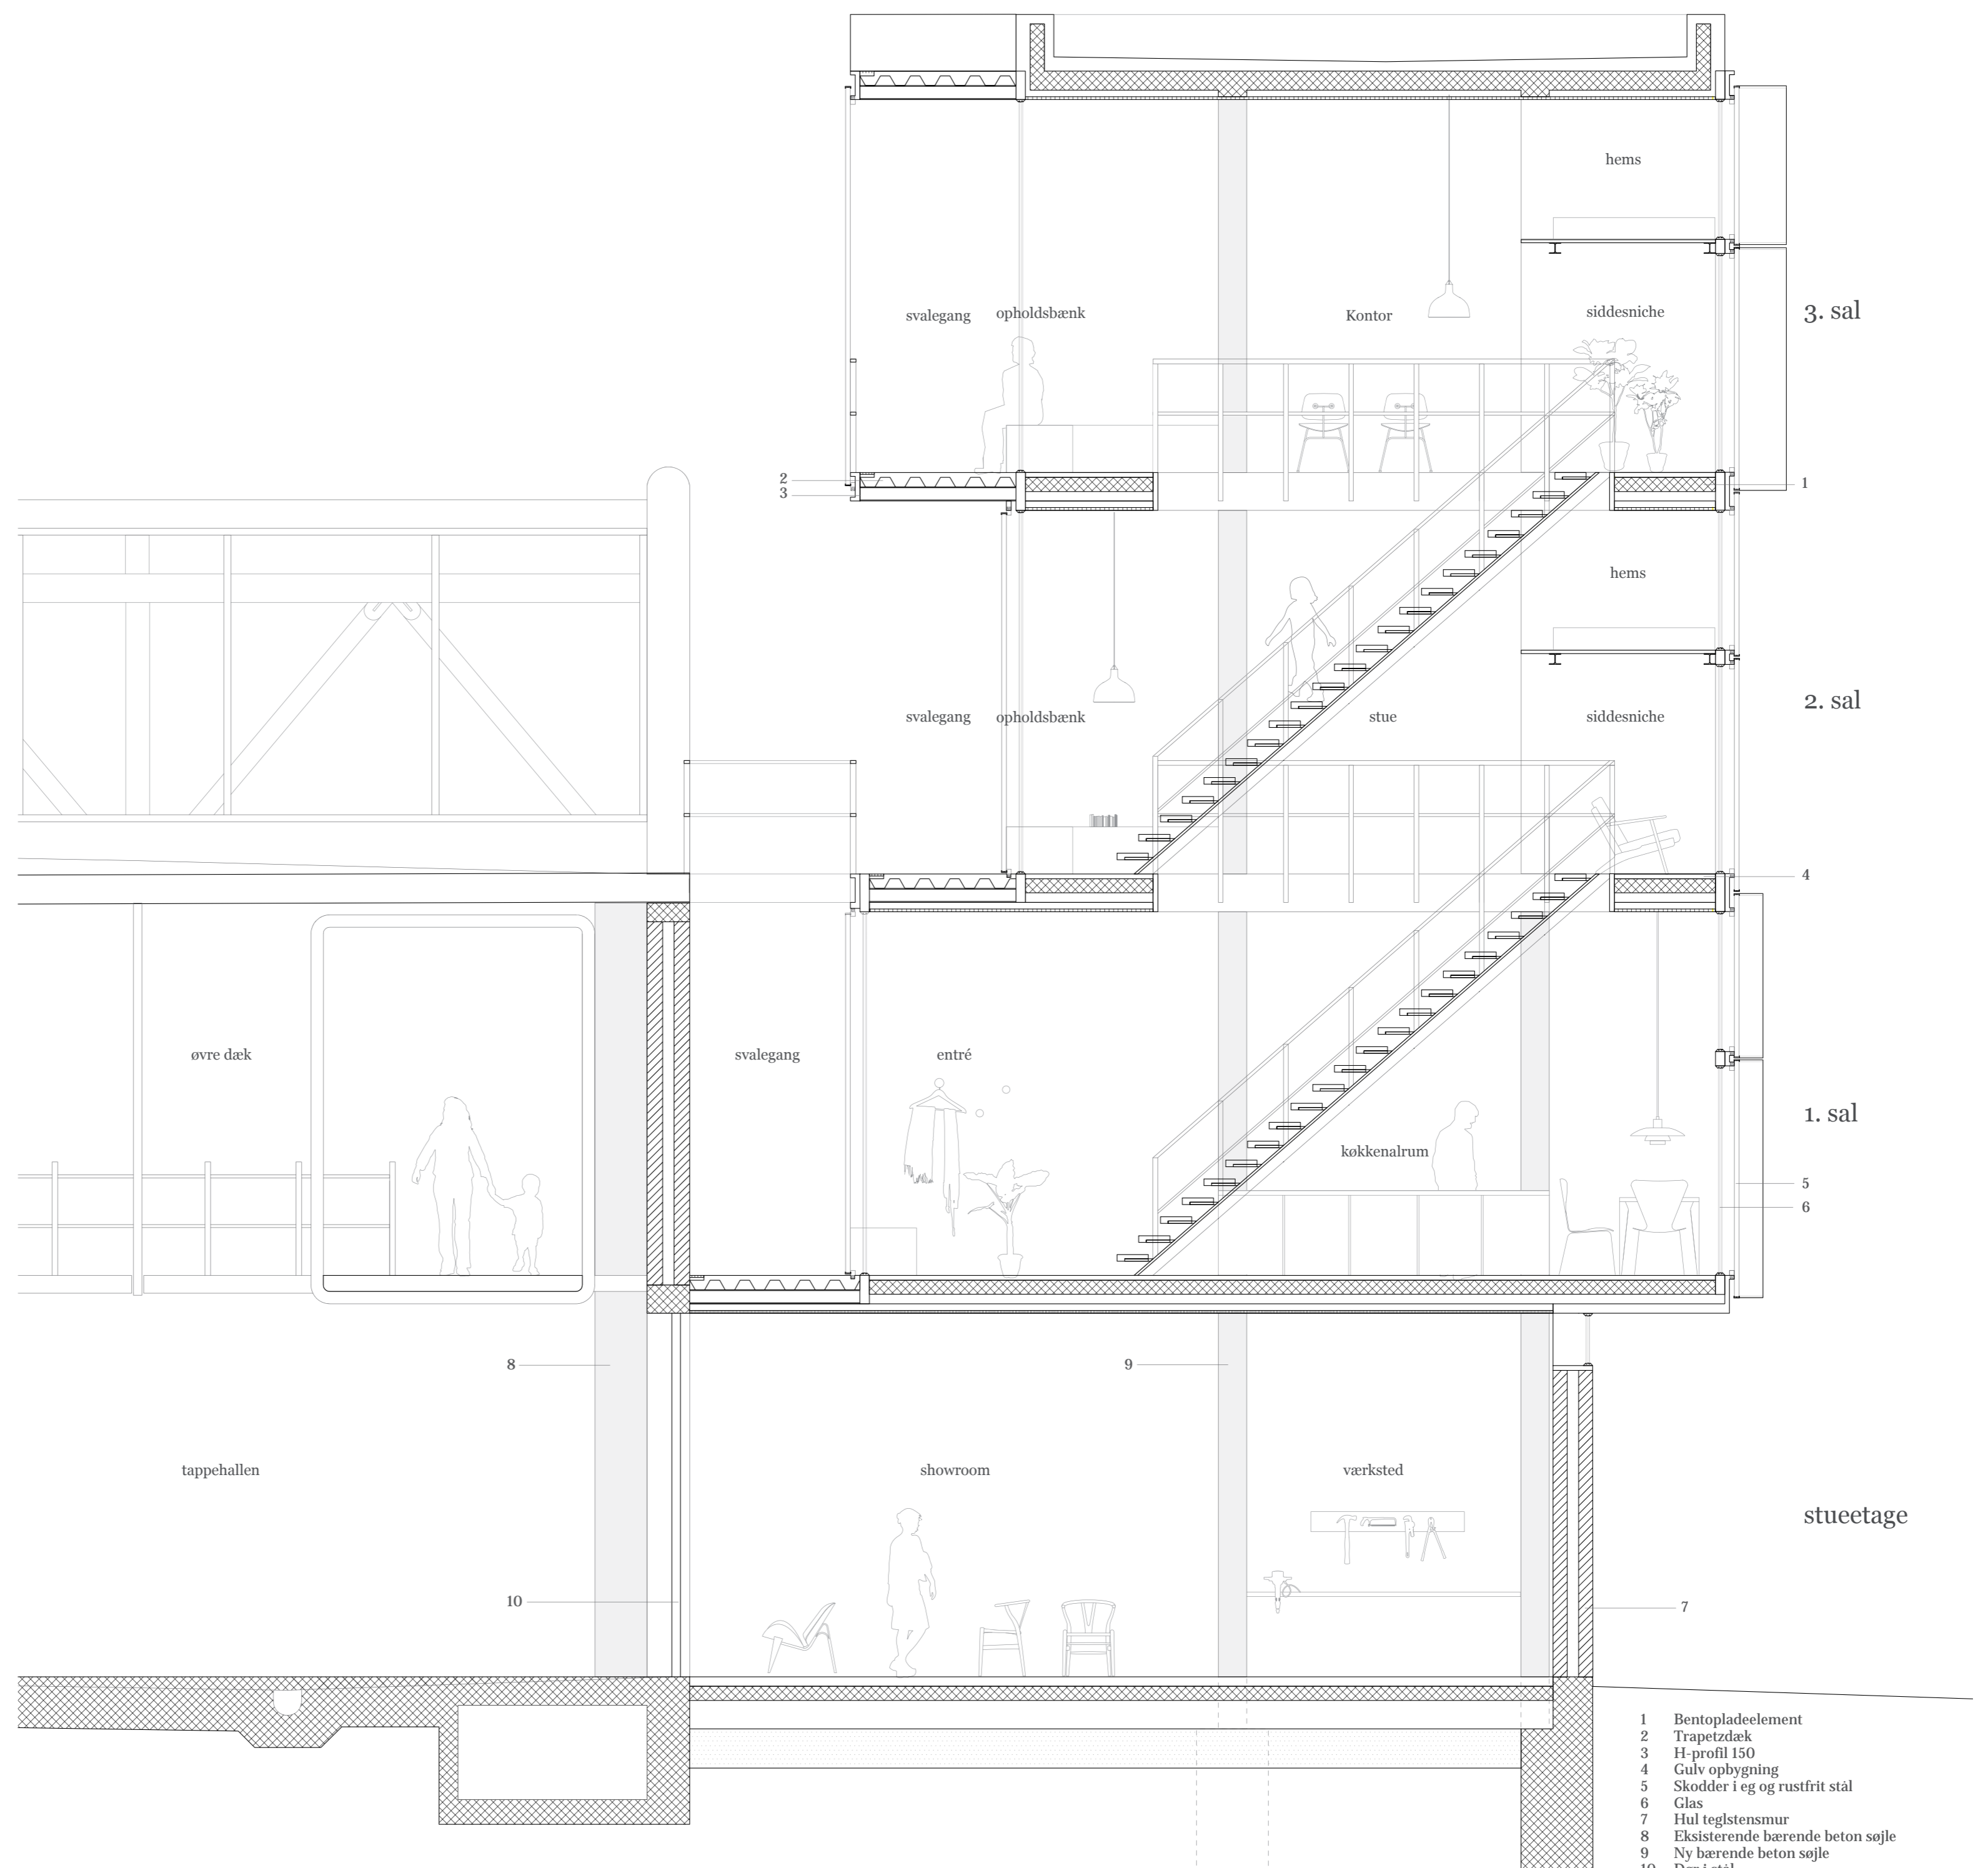 hems
3. sal
svalegang
opholdsbænk
Kontor
siddesniche
2
3
1
hems
2. sal
svalegang
opholdsbænk
stue
siddesniche
4
øvre dæk
svalegang
entré
1. sal
køkkenalrum
5
6
8
9
tappehallen
showroom
værksted
stueetage
10
7
1 Bentopladeelement
2 Trapetzdæk
3 H-profil 150
4 Gulv opbygning
5 Skodder i eg og rustfrit stål
6 Glas
7 Hul teglstensmur
8 Eksisterende bærende beton søjle
9 Ny bærende beton søjle
10 Dør i stål